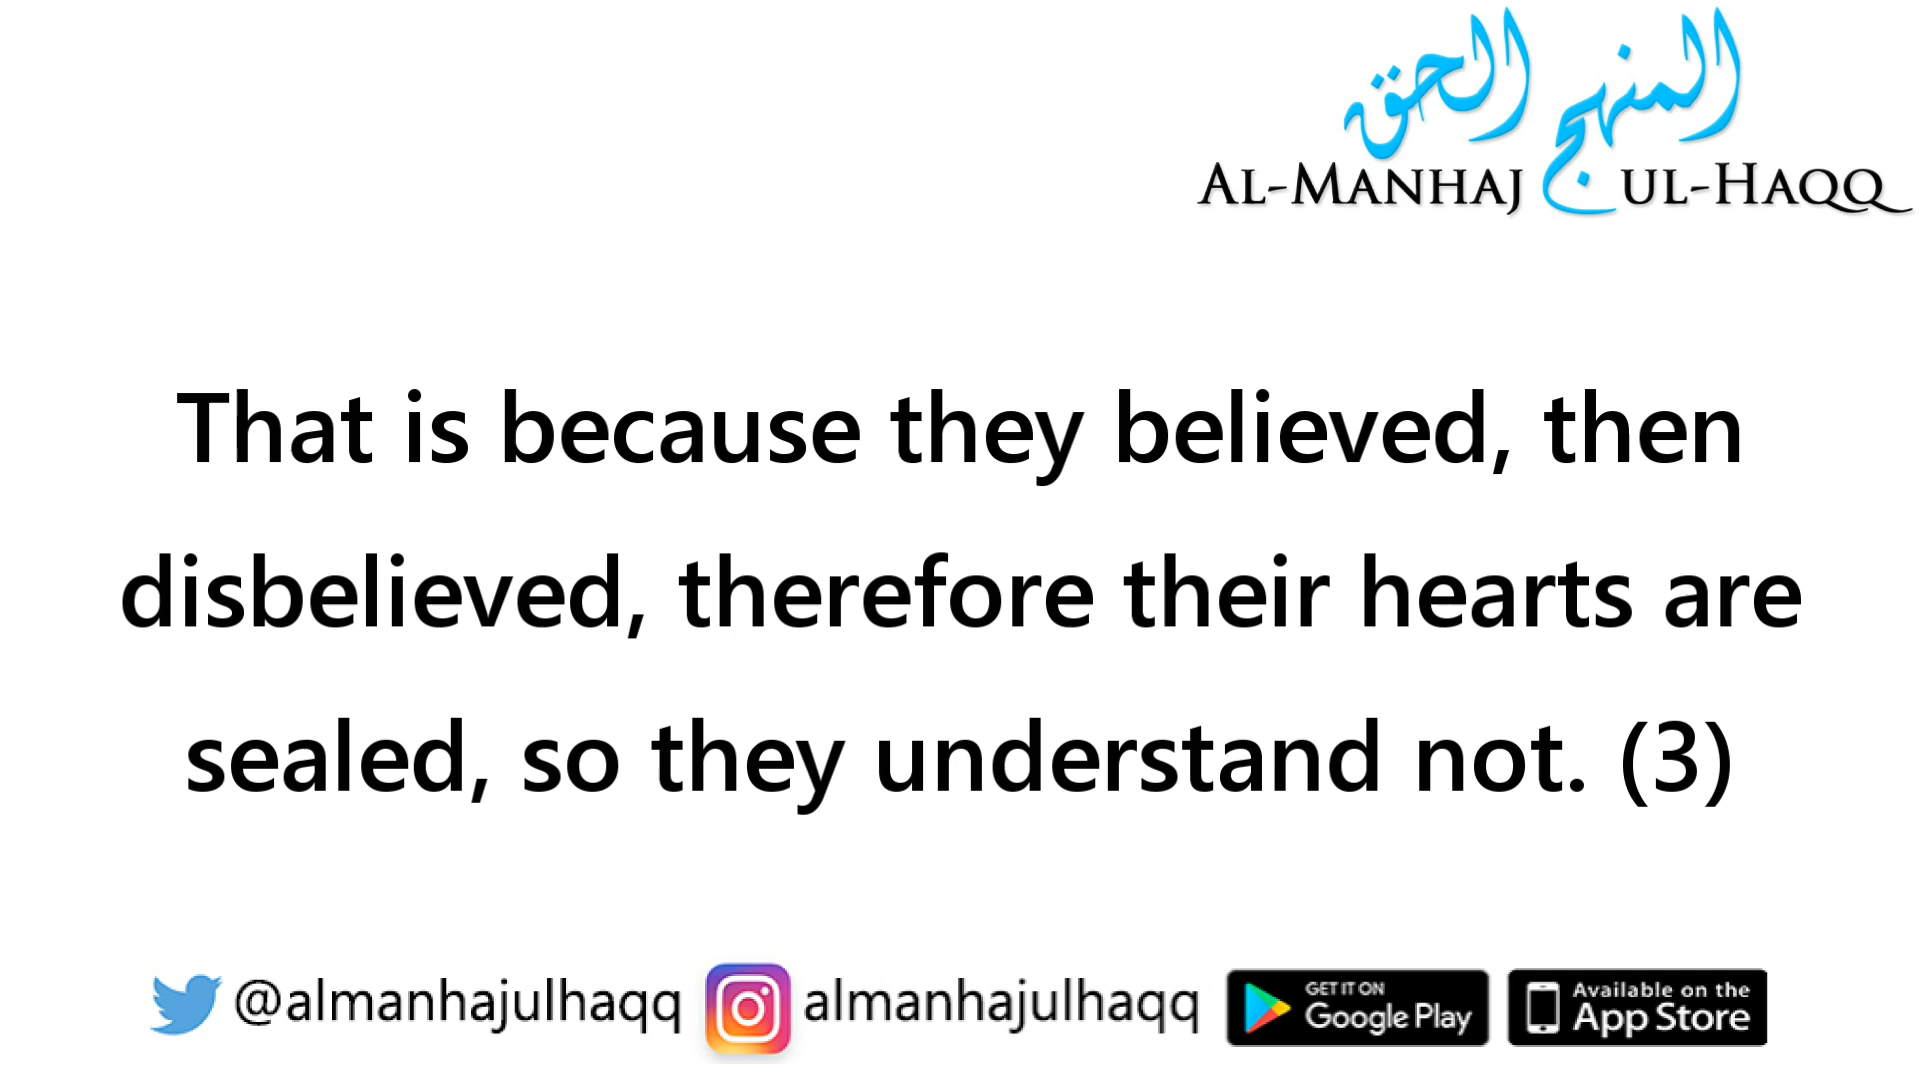 المنهج الحق
AL-MANHAJ UL-HAQQ
That is because they believed, then
disbelieved, therefore their hearts are
sealed, so they understand not. (3)
@almanhajulhaqq almanhajulhaqq GET IT ON Google Play Available on the App Store